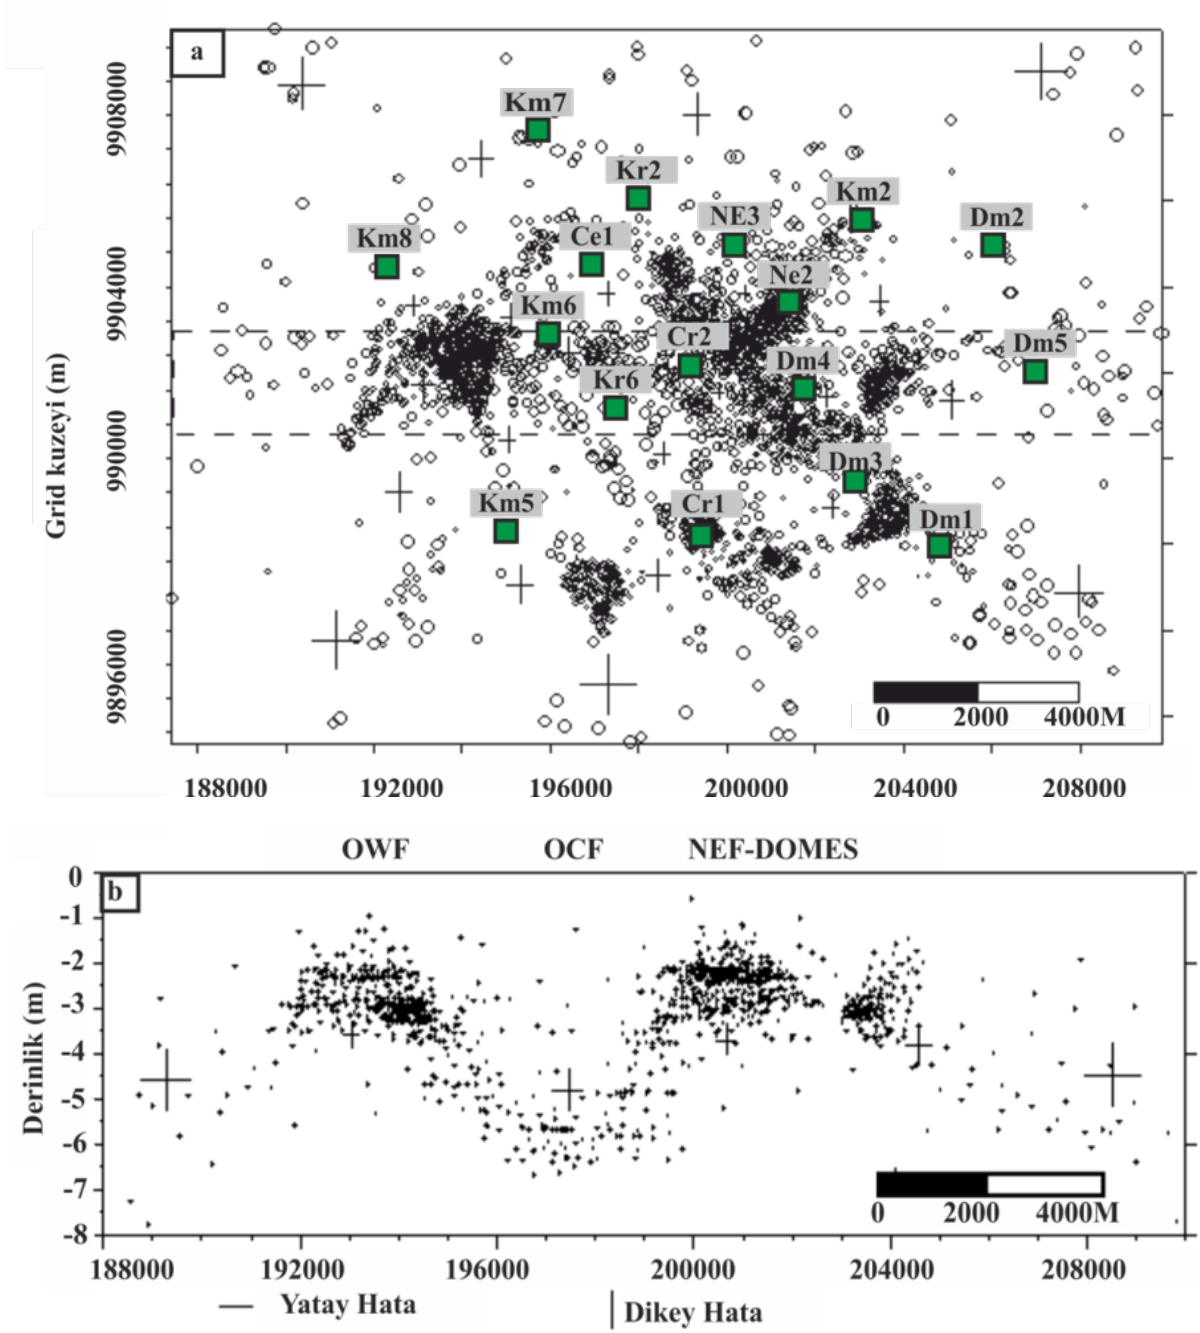 a
Grid kuzeyi (m)
9908000
9904000
9900000
9896000
Km7
Kr2
Km2
NE3
Dm2
Km8
Ce1
Ne2
Km6
Cr2
Dm5
Dm4
Kr6
Dm3
Km5
Cr1
Dm1
0 2000 4000M
188000 192000 196000 200000 204000 208000
OWF OCF NEF-DOMES
b
Derinlik (m)
0
-1
-2
-3
-4
-5
-6
-7
-8
0 2000 4000M
188000 192000 196000 200000 204000 208000
Yatay Hata Dikey Hata